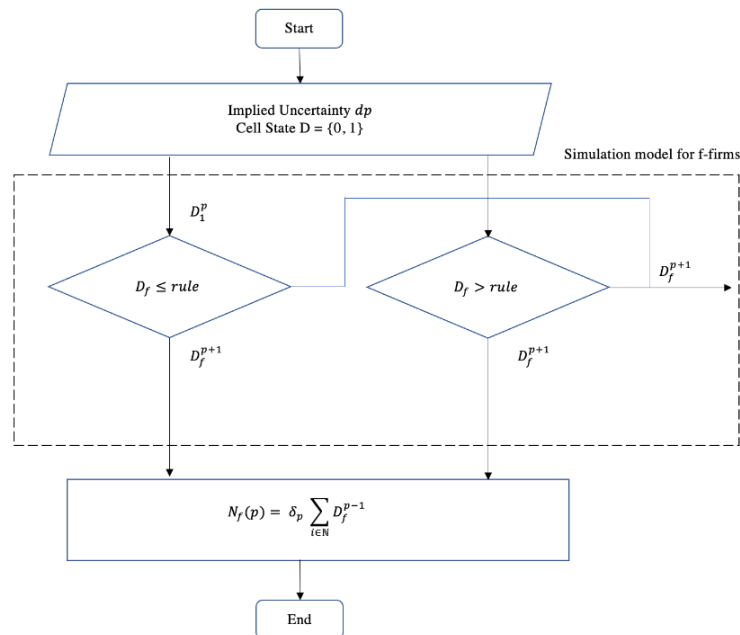 Start
Implied Uncertainty 𝑑𝑝
Cell State D = {0, 1}
Simulation model for f-firms
𝐷₁ᵖ
𝐷_f ≤ 𝑟𝑢𝑙𝑒
𝐷_f > 𝑟𝑢𝑙𝑒
𝐷_f^{p+1}
𝐷_f^{p+1}
𝐷_f^{p+1}
𝑁_f(𝑝) = 𝛿_p ∑_{i∈ℕ} 𝐷_f^{p−1}
End